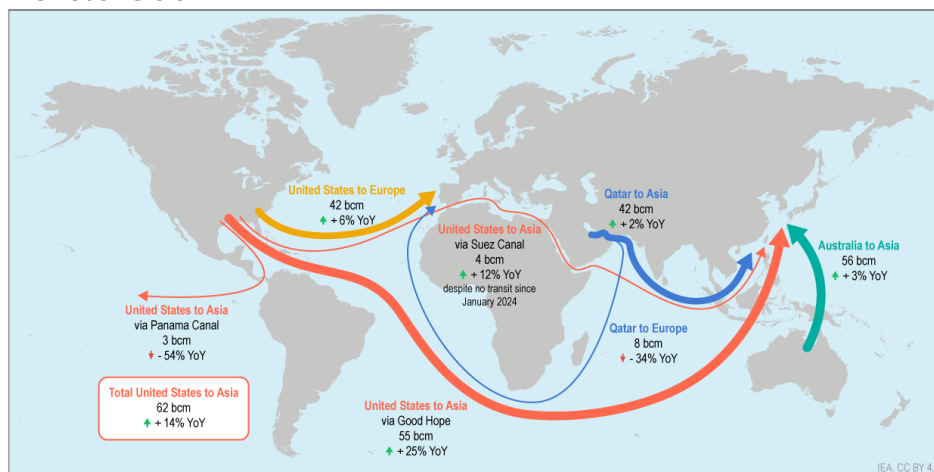 United States to Europe
42 bcm
+ 6% YoY
Qatar to Asia
42 bcm
+ 2% YoY
United States to Asia
via Suez Canal
4 bcm
+ 12% YoY
despite no transit since
January 2024
Australia to Asia
56 bcm
+ 3% YoY
United States to Asia
via Panama Canal
3 bcm
- 54% YoY
Qatar to Europe
8 bcm
- 34% YoY
Total United States to Asia
62 bcm
+ 14% YoY
United States to Asia
via Good Hope
55 bcm
+ 25% YoY
IEA. CC BY 4.